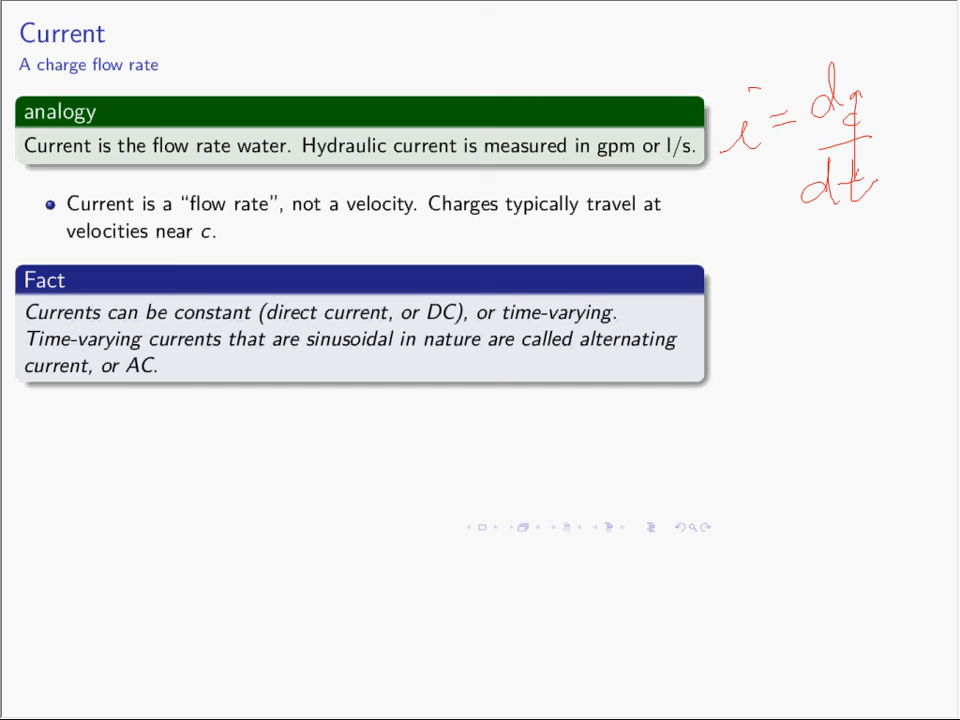 Current
A charge flow rate
analogy
Current is the flow rate water. Hydraulic current is measured in gpm or l/s.
Current is a “flow rate”, not a velocity. Charges typically travel at
velocities near c.
Fact
Currents can be constant (direct current, or DC), or time-varying.
Time-varying currents that are sinusoidal in nature are called alternating
current, or AC.
i = dq
dt